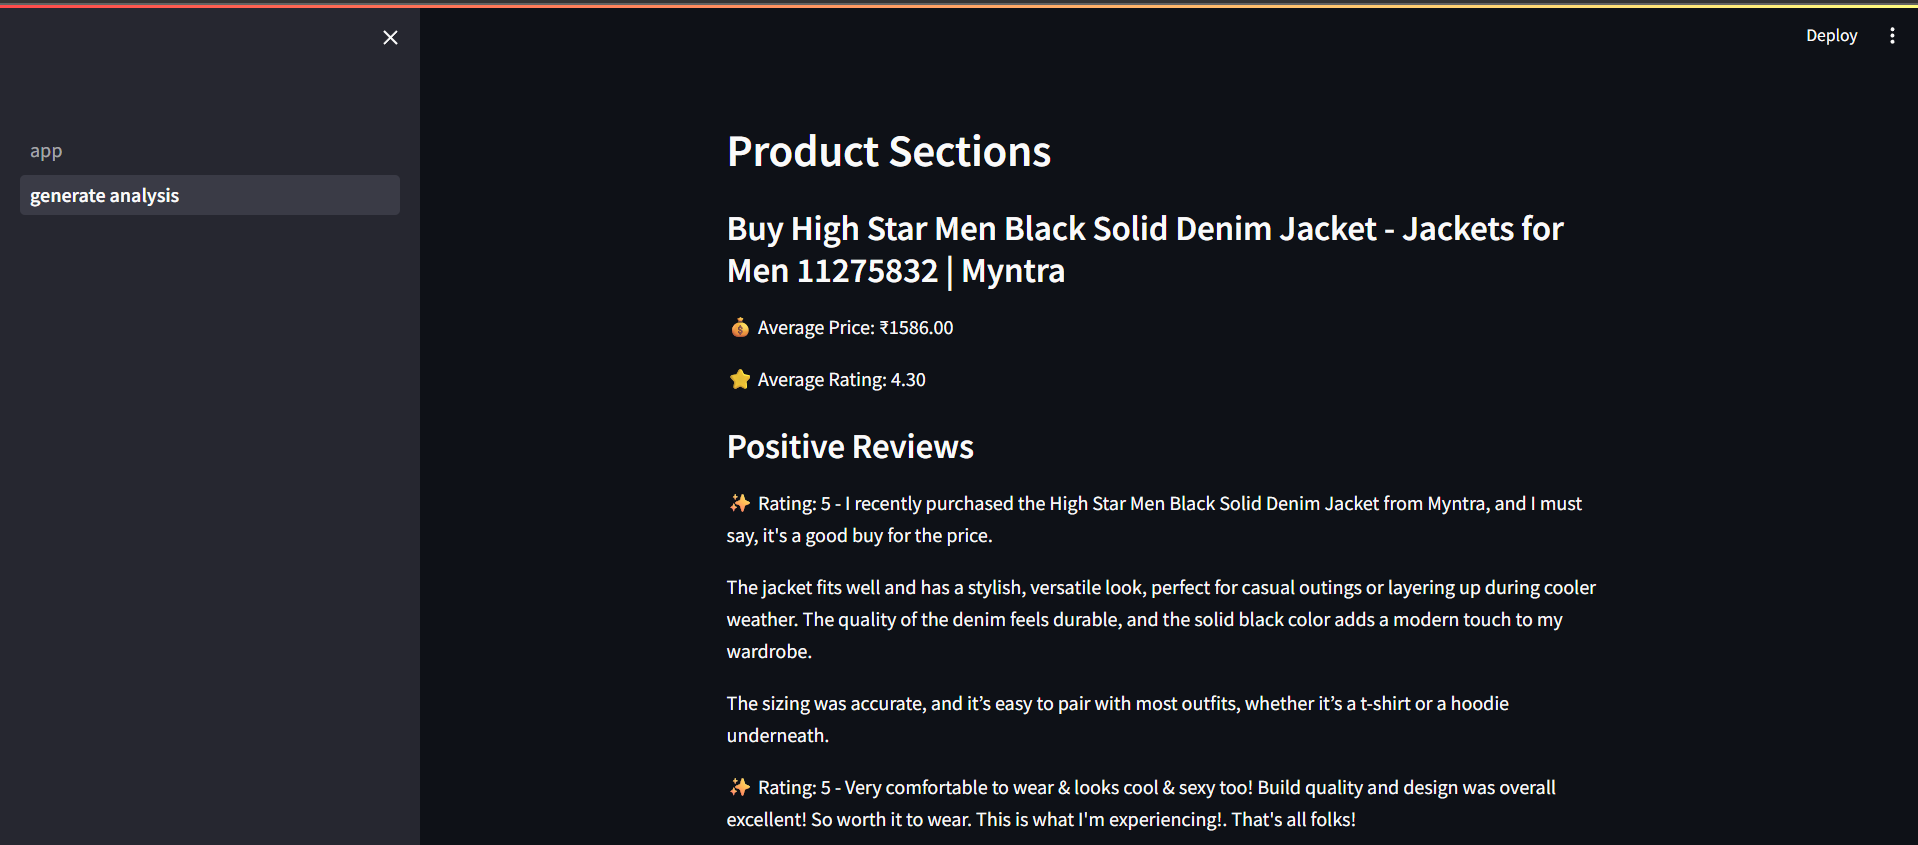 Deploy
app
generate analysis
Product Sections
Buy High Star Men Black Solid Denim Jacket - Jackets for
Men 11275832 | Myntra
💰 Average Price: ₹1586.00
⭐ Average Rating: 4.30
Positive Reviews
✨ Rating: 5 - I recently purchased the High Star Men Black Solid Denim Jacket from Myntra, and I must
say, it's a good buy for the price.
The jacket fits well and has a stylish, versatile look, perfect for casual outings or layering up during cooler
weather. The quality of the denim feels durable, and the solid black color adds a modern touch to my
wardrobe.
The sizing was accurate, and it’s easy to pair with most outfits, whether it’s a t-shirt or a hoodie
underneath.
✨ Rating: 5 - Very comfortable to wear & looks cool & sexy too! Build quality and design was overall
excellent! So worth it to wear. This is what I'm experiencing!. That's all folks!